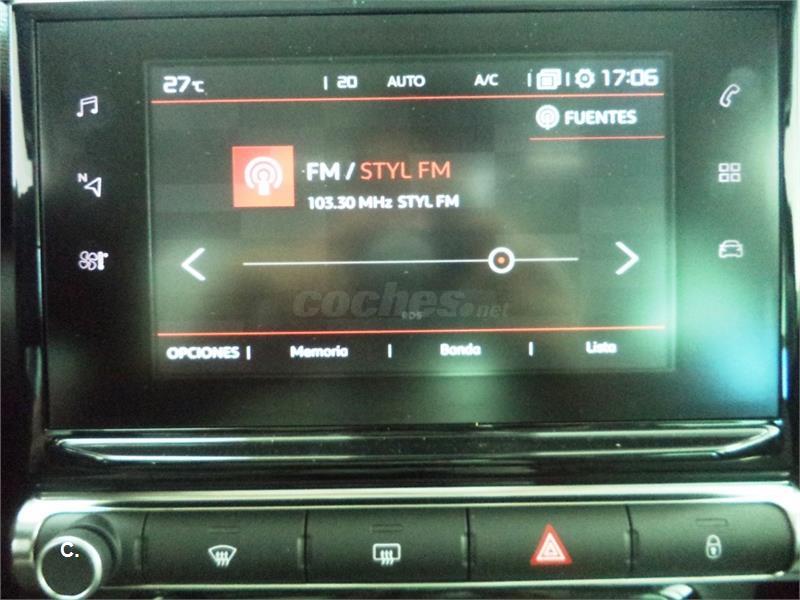 27°C | 20 AUTO A/C | | 17:06
FUENTES
N
FM / STYL FM
103.30 MHz STYL FM
coches.net
RDS
OPCIONES | Memoria | Banda | Lista
C.